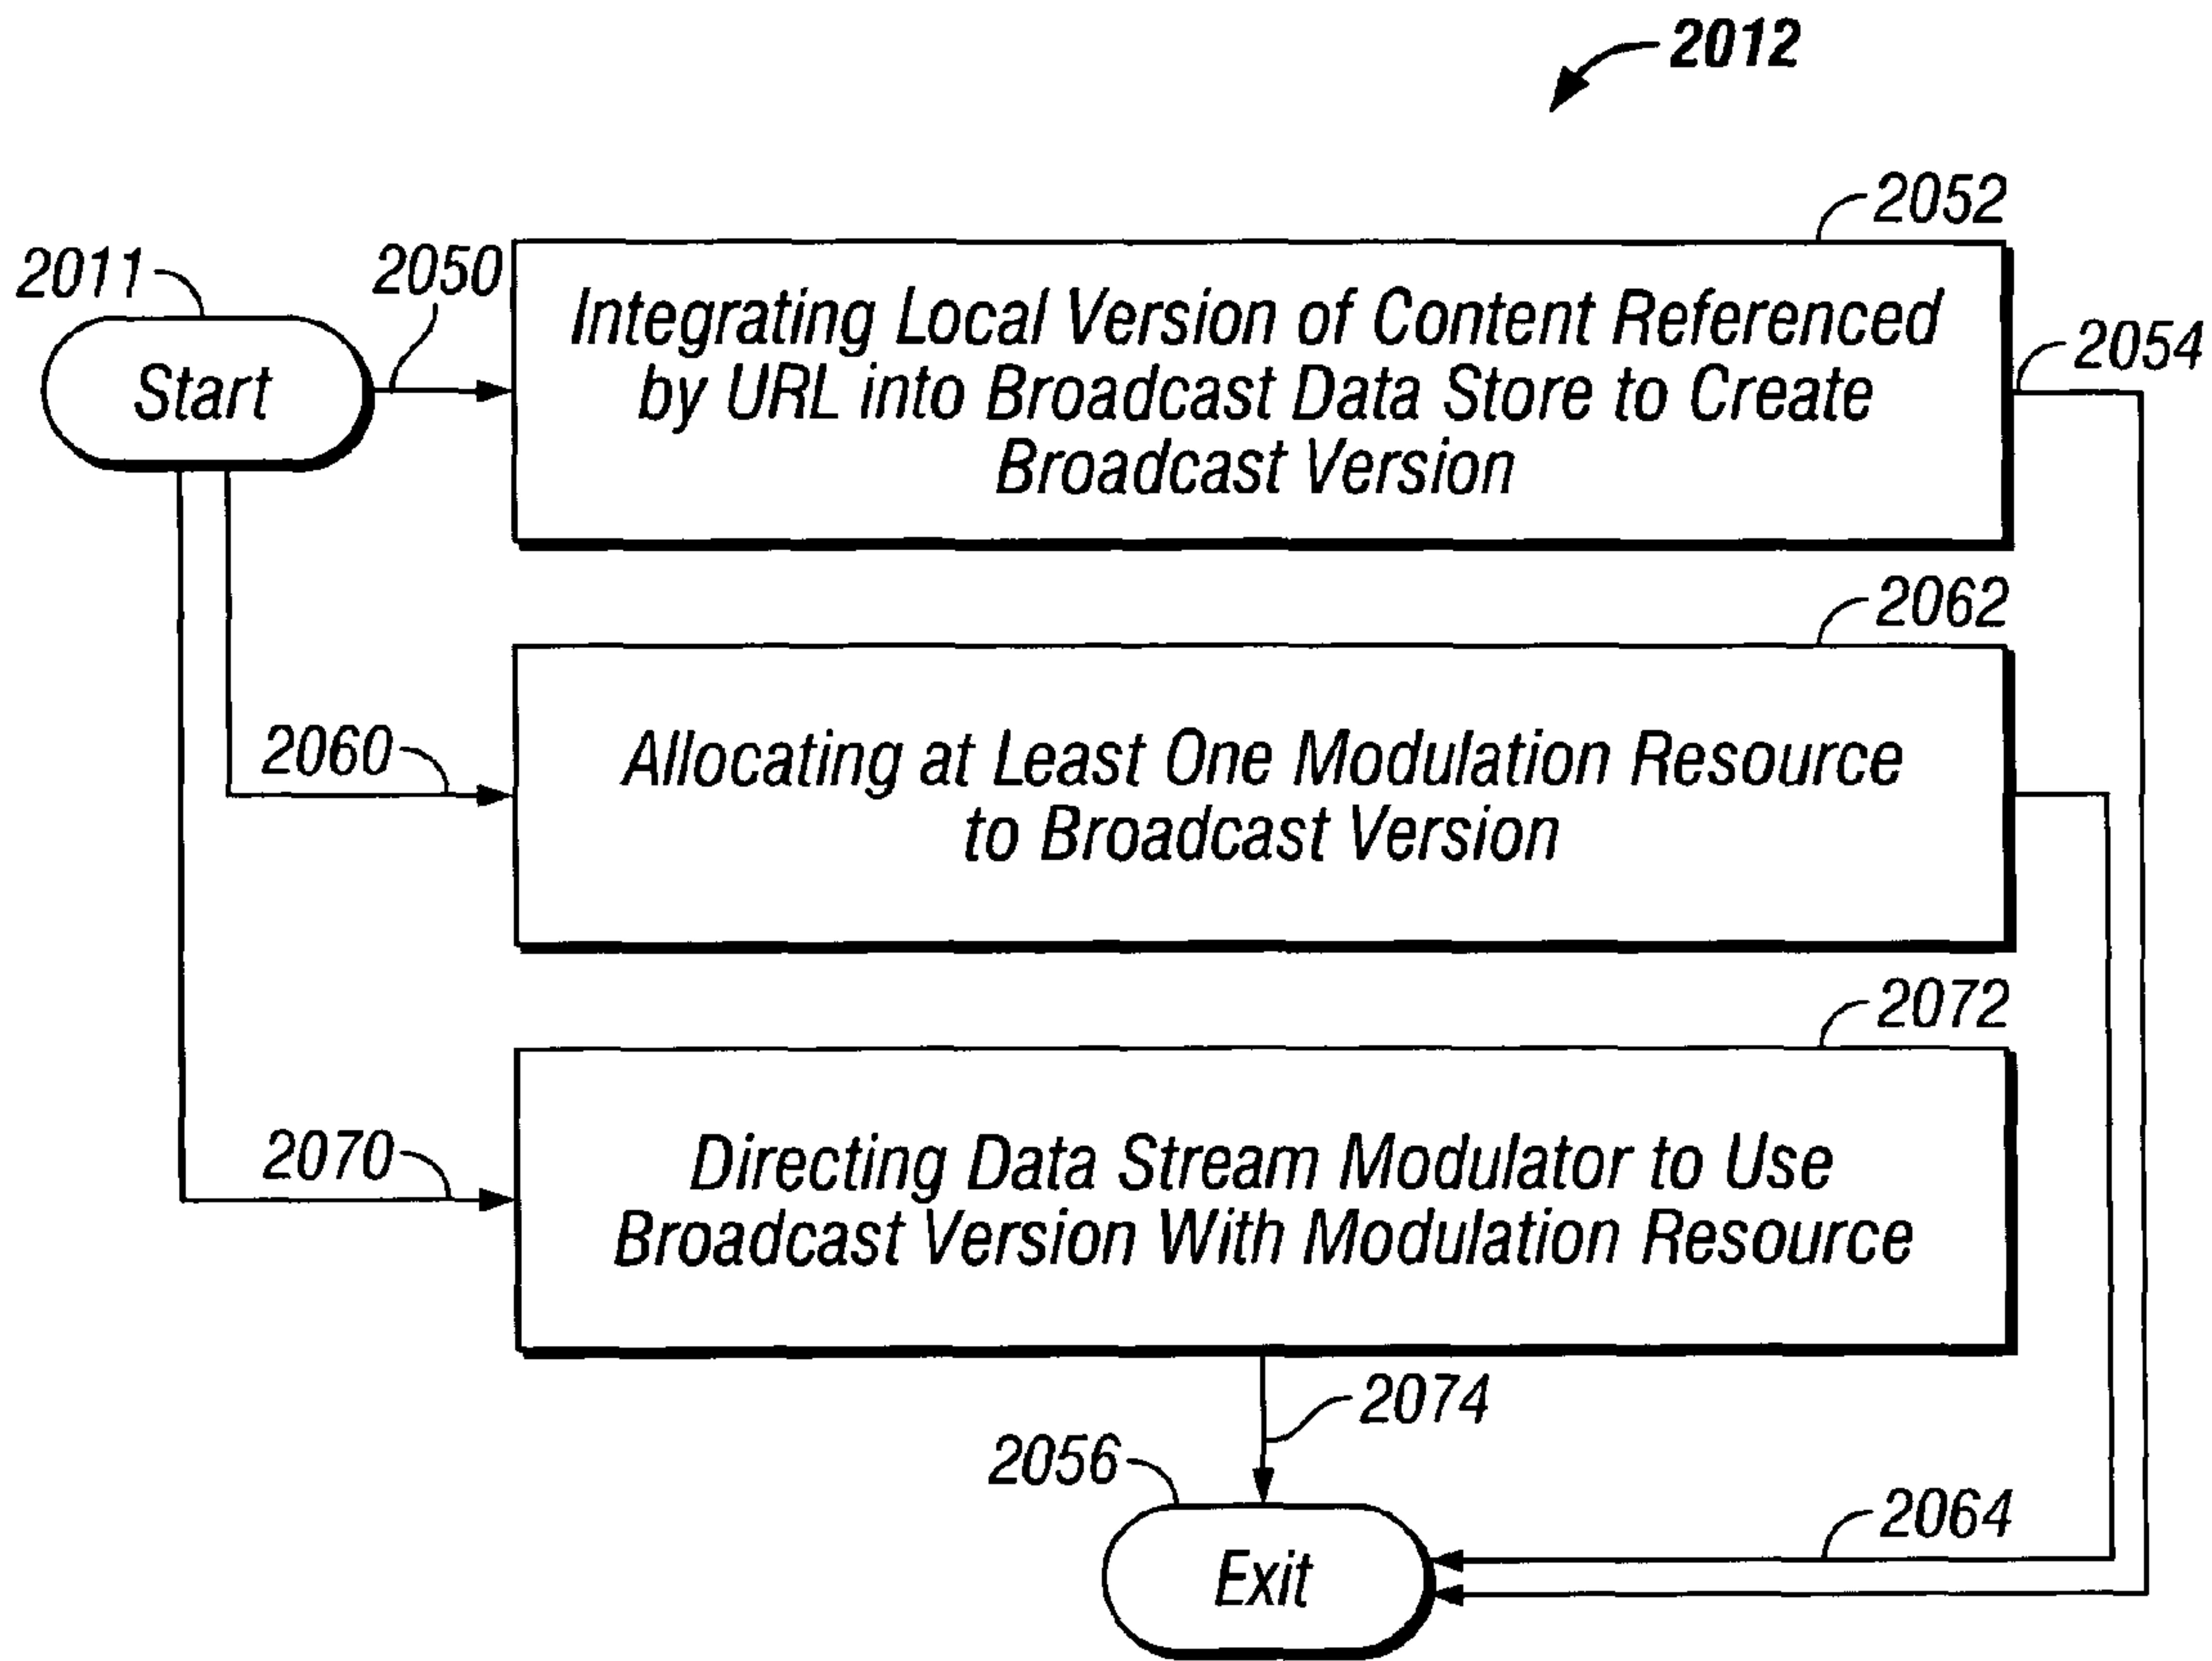 2012
2052
2011
2050
Integrating Local Version of Content Referenced
by URL into Broadcast Data Store to Create
Broadcast Version
2054
Start
2062
2060
Allocating at Least One Modulation Resource
to Broadcast Version
2072
2070
Directing Data Stream Modulator to Use
Broadcast Version With Modulation Resource
2074
2056
2064
Exit